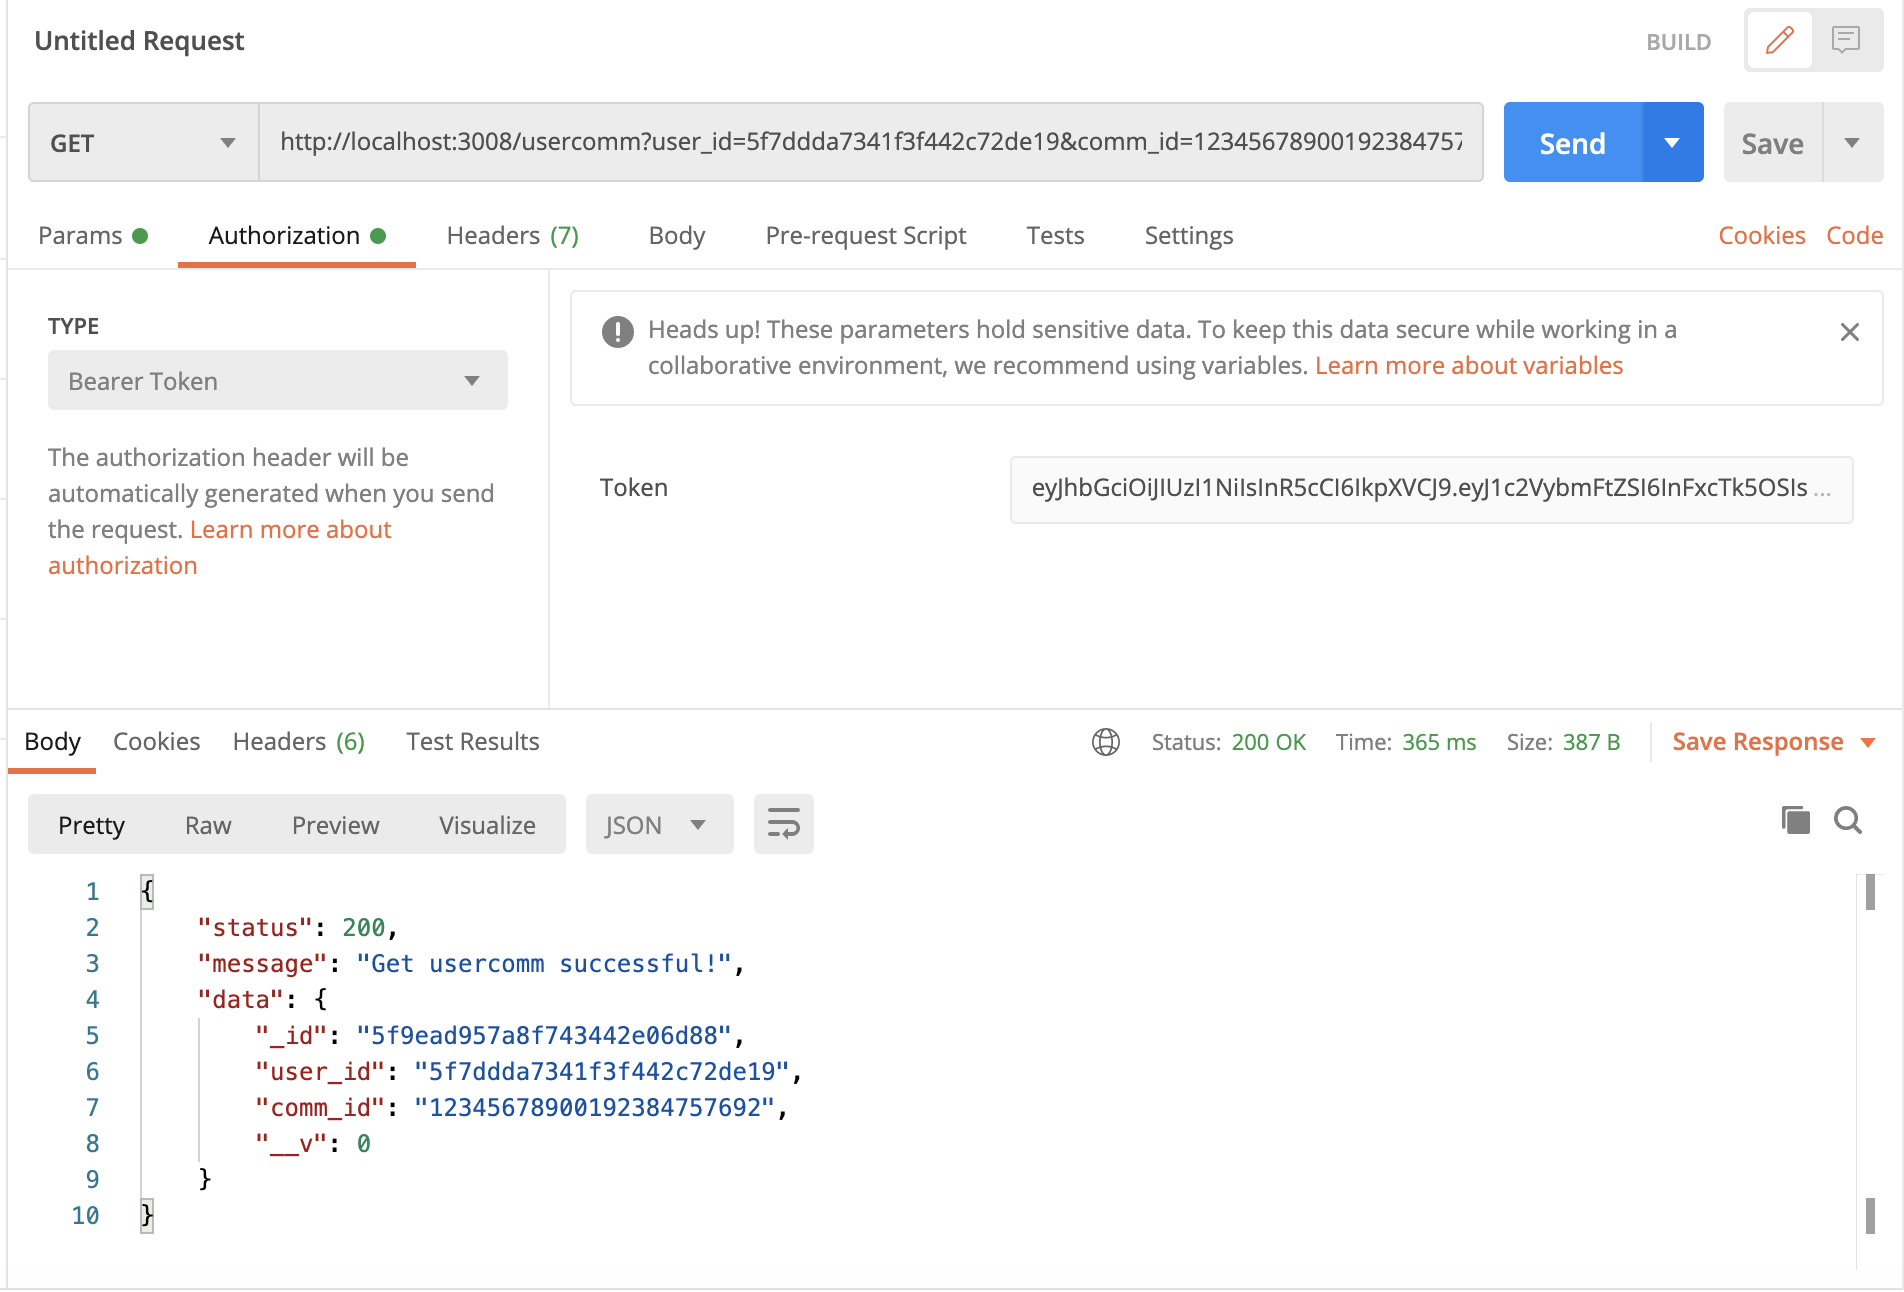 Untitled Request
BUILD
GET
http://localhost:3008/usercomm?user_id=5f7ddda7341f3f442c72de19&comm_id=12345678900192384757
Send
Save
Params
Authorization
Headers (7)
Body
Pre-request Script
Tests
Settings
Cookies
Code
TYPE
Bearer Token
The authorization header will be
automatically generated when you send
the request. Learn more about
authorization
Heads up! These parameters hold sensitive data. To keep this data secure while working in a
collaborative environment, we recommend using variables. Learn more about variables
Token
eyJhbGciOiJIUzI1NiIsInR5cCI6IkpXVCJ9.eyJ1c2VybmFtZSI6InFxcTk5OSIs ...
Body
Cookies
Headers (6)
Test Results
Status: 200 OK
Time: 365 ms
Size: 387 B
Save Response
Pretty
Raw
Preview
Visualize
JSON
1 {
2 "status": 200,
3 "message": "Get usercomm successful!",
4 "data": {
5 "_id": "5f9ead957a8f743442e06d88",
6 "user_id": "5f7ddda7341f3f442c72de19",
7 "comm_id": "12345678900192384757692",
8 "__v": 0
9 }
10 }